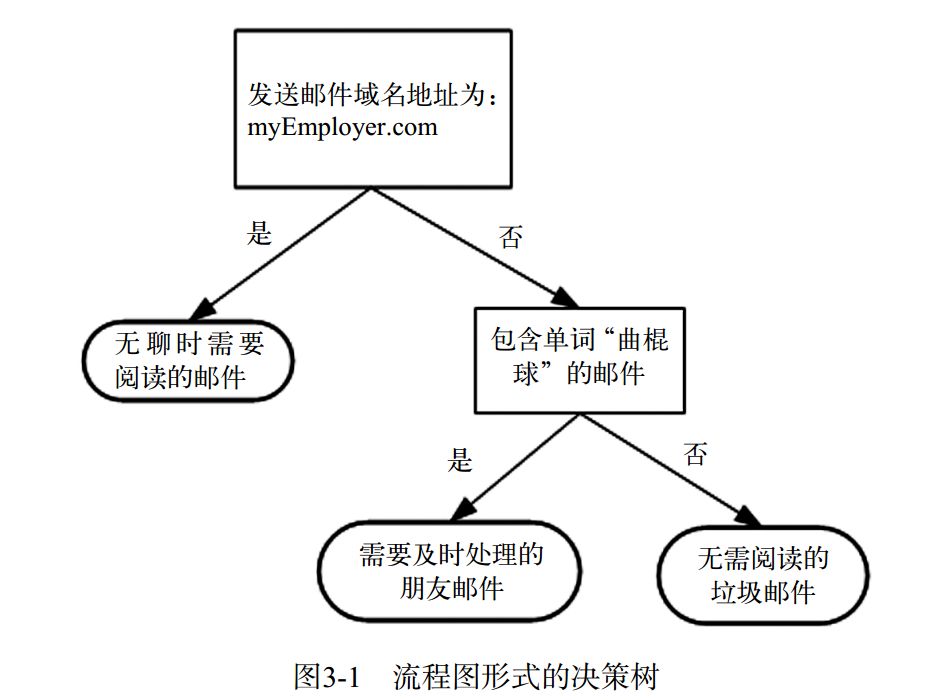 发送邮件域名地址为：
myEmployer.com
是
否
无聊时需要
阅读的邮件
包含单词“曲棍
球”的邮件
是
否
需要及时处理的
朋友邮件
无需阅读的
垃圾邮件
图3-1 流程图形式的决策树